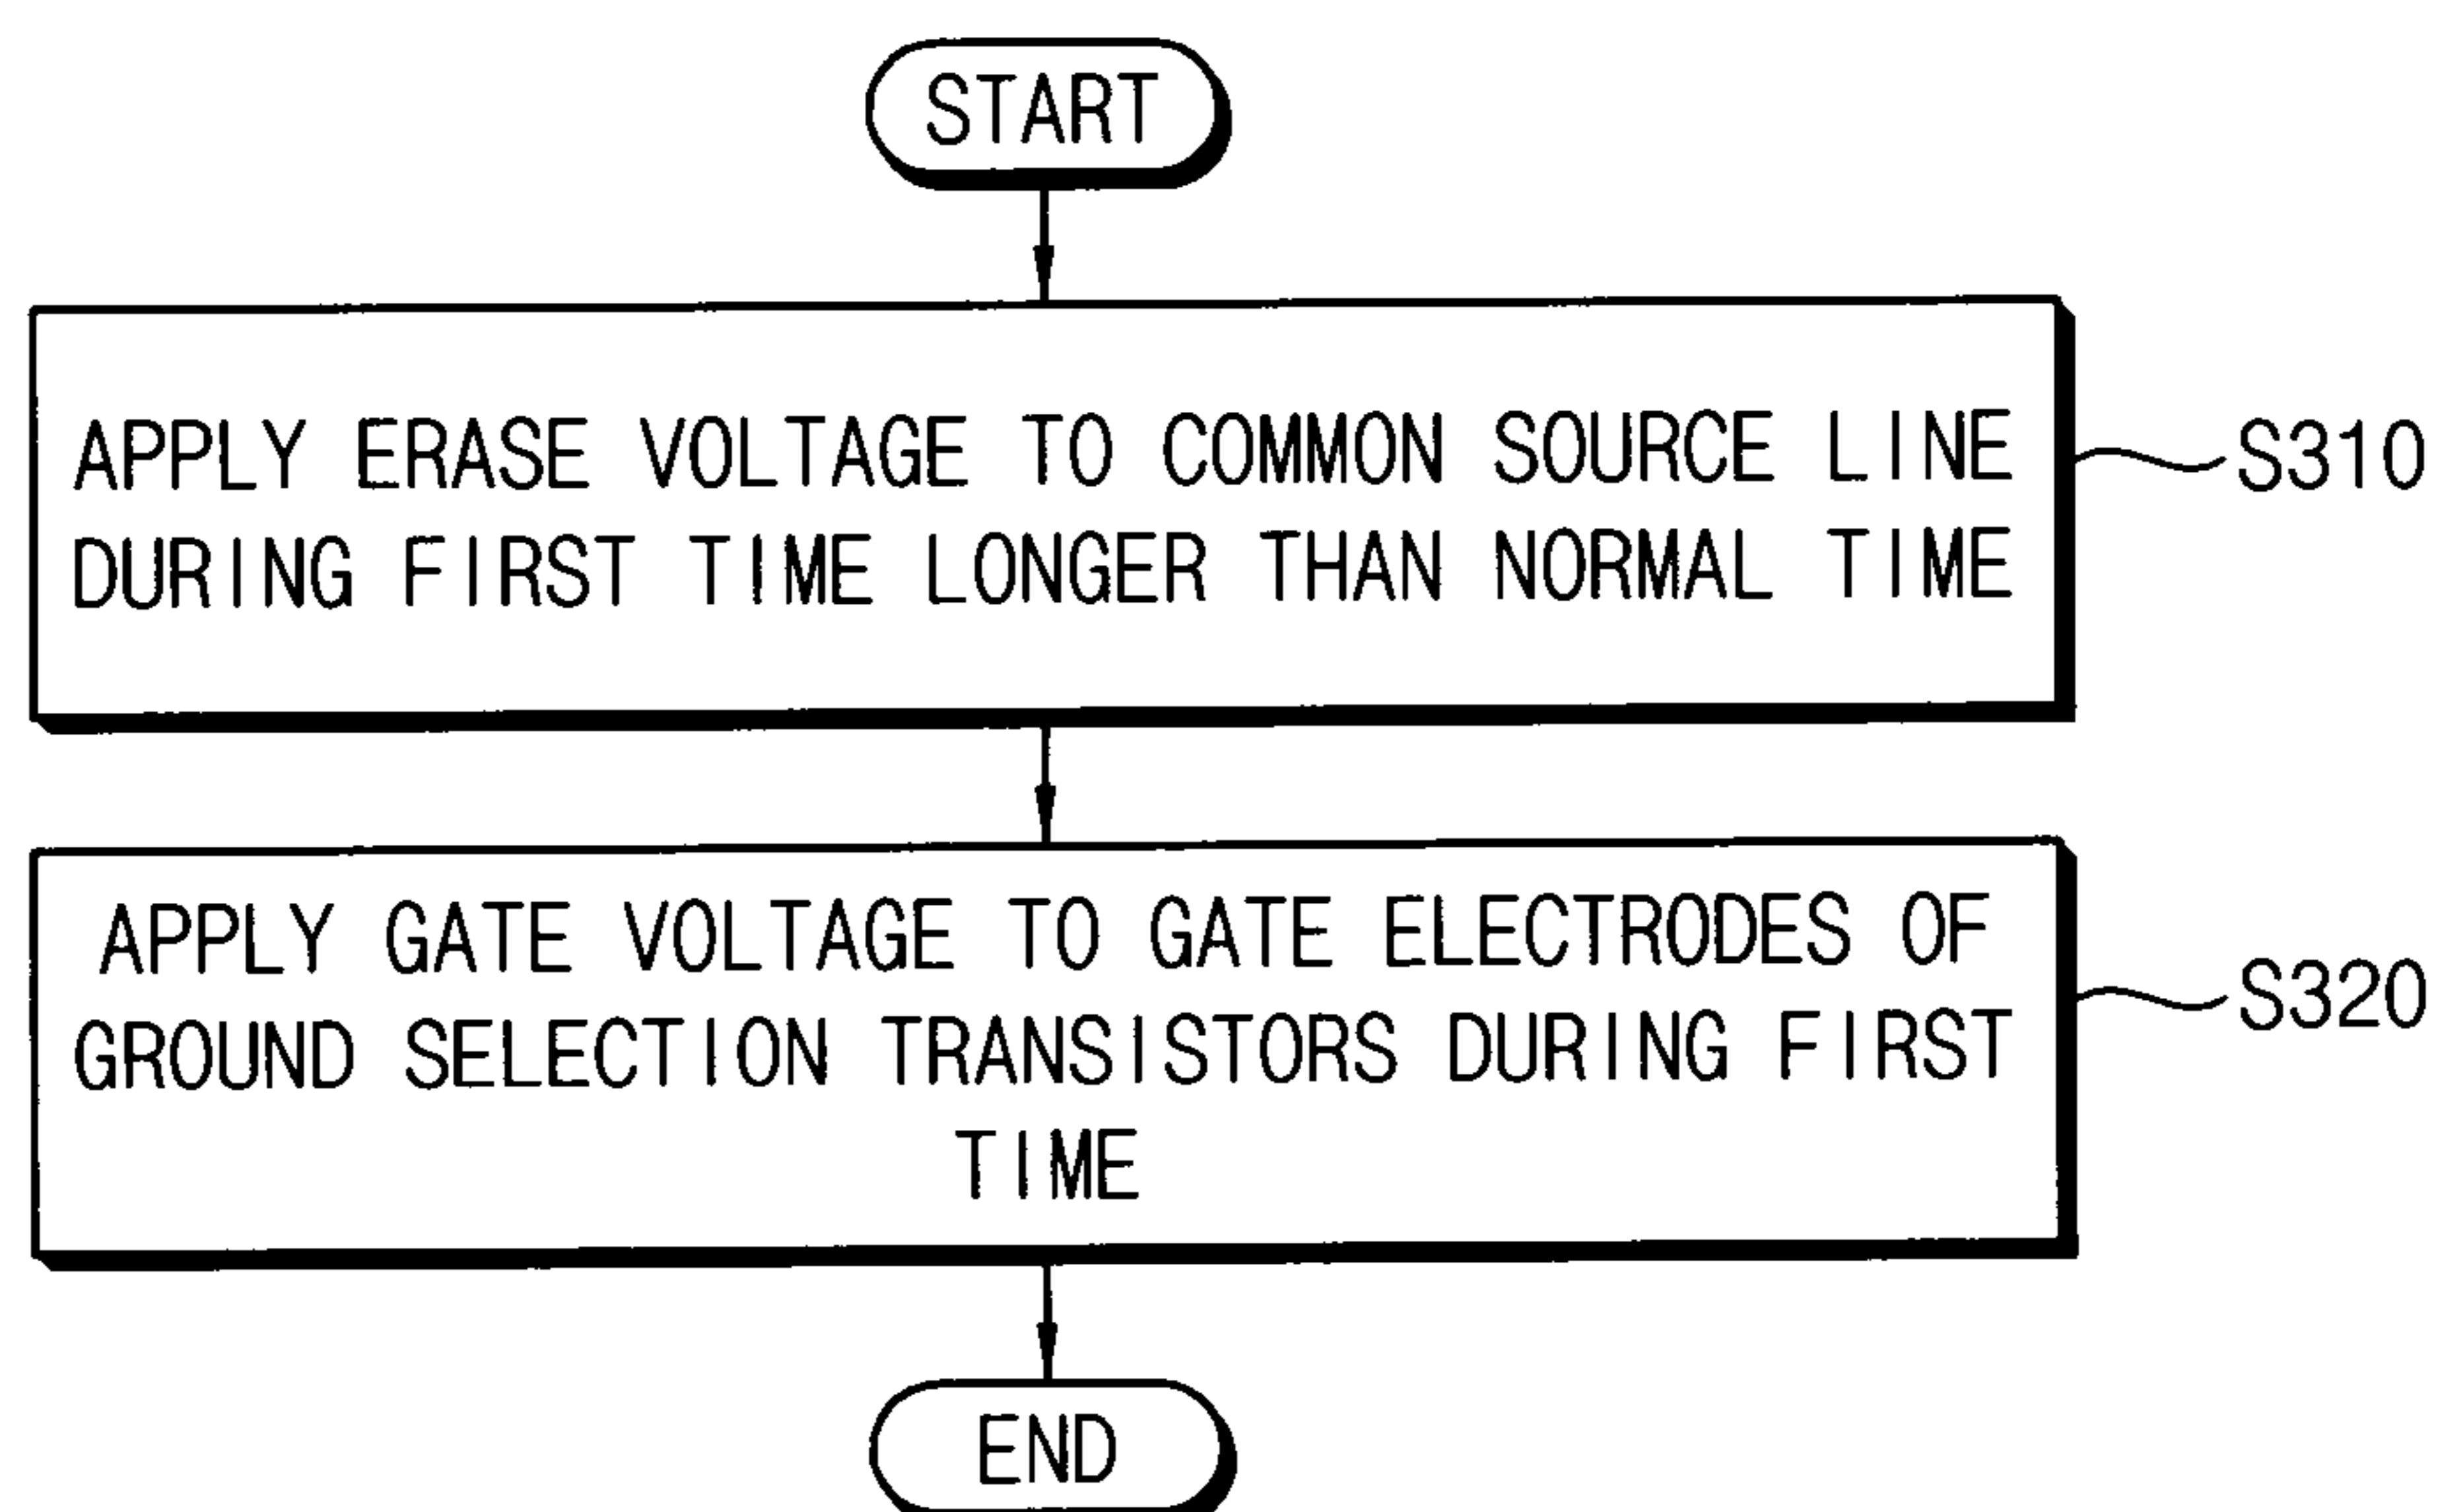 START
APPLY ERASE VOLTAGE TO COMMON SOURCE LINE
DURING FIRST TIME LONGER THAN NORMAL TIME
S310
APPLY GATE VOLTAGE TO GATE ELECTRODES OF
GROUND SELECTION TRANSISTORS DURING FIRST
TIME
S320
END